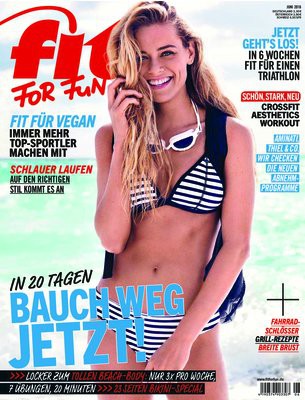 JUNI 2016
fit
FOR FUN
JETZT
GEHT'S LOS!
IN 6 WOCHEN
FIT FÜR EINEN
TRIATHLON
SCHÖN, STARK, NEU
CROSSFIT
AESTHETICS
WORKOUT
AMINATI,
THIEL & CO.
WIR CHECKEN
DIE NEUEN
ABNEHM-
PROGRAMME
FIT FÜR VEGAN
IMMER MEHR
TOP-SPORTLER
MACHEN MIT
SCHLAUER LAUFEN
AUF DEN RICHTIGEN
STIL KOMMT ES AN
IN 20 TAGEN
BAUCH WEG
JETZT!
>>> LOCKER ZUM TOLLEN BEACH-BODY: NUR 3X PRO WOCHE,
7 ÜBUNGEN, 20 MINUTEN >>> 23 SEITEN BIKINI-SPECIAL
+
FAHRRAD-
SCHLÖSSER
GRILL-REZEPTE
BREITE BRUST
www.fitforfun.de